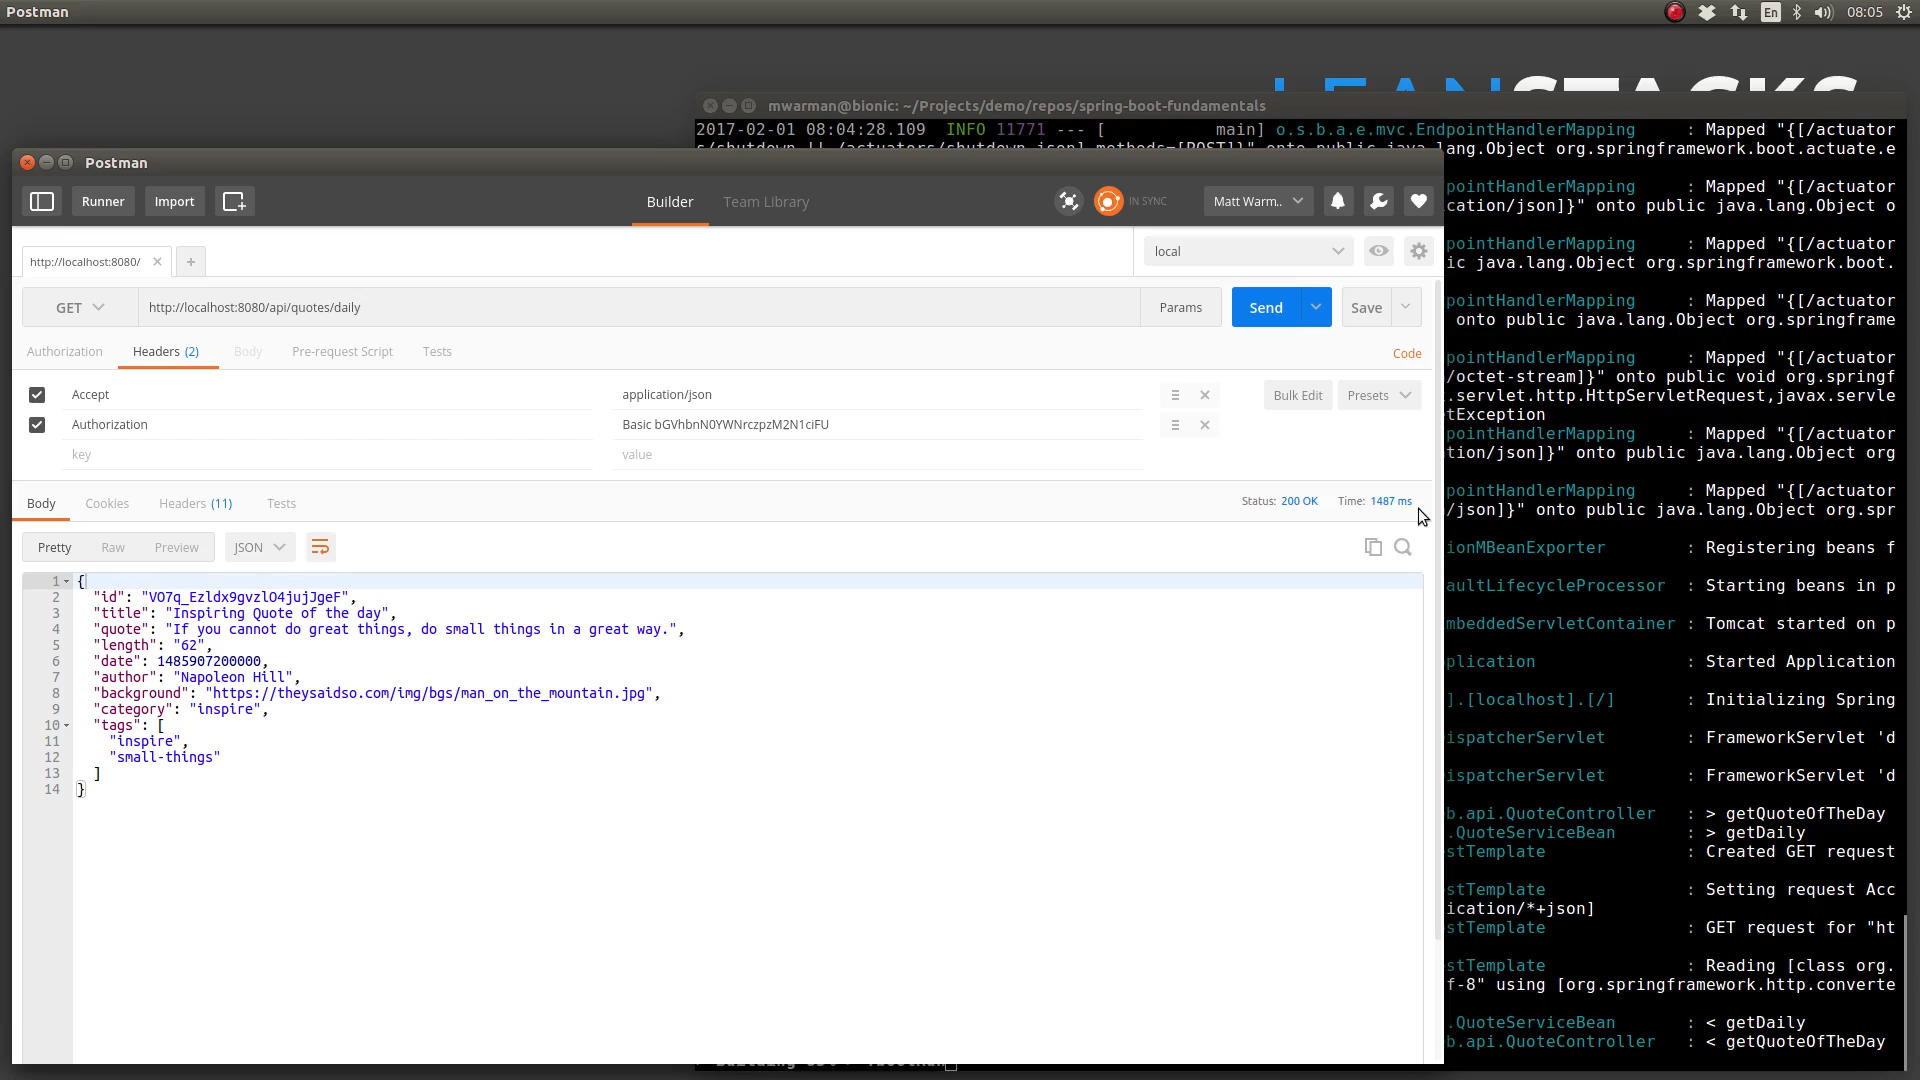 Postman
En
08:05
LEANSTACKS
mwarman@bionic: ~/Projects/demo/repos/spring-boot-fundamentals
2017-02-01 08:04:28.109 INFO 11771 --- [ main] o.s.b.a.e.mvc.EndpointHandlerMapping : Mapped "{[/actuator
s/shutdown || /actuators/shutdown.json],methods=[POST]}" onto public java.lang.Object org.springframework.boot.actuate.e
Postman
Runner
Import
Builder
Team Library
IN SYNC
Matt Warm..
http://localhost:8080/
local
GET
http://localhost:8080/api/quotes/daily
Params
Send
Save
Authorization
Headers (2)
Body
Pre-request Script
Tests
Code
Accept
application/json
Bulk Edit
Presets
Authorization
Basic bGVhbnN0YWNrczpzM2N1ciFU
key
value
Body
Cookies
Headers (11)
Tests
Status: 200 OK
Time: 1487 ms
Pretty
Raw
Preview
JSON
1 {
2 "id": "VO7q_Ezldx9gvzlO4jujJgeF",
3 "title": "Inspiring Quote of the day",
4 "quote": "If you cannot do great things, do small things in a great way.",
5 "length": "62",
6 "date": 1485907200000,
7 "author": "Napoleon Hill",
8 "background": "https://theysaidso.com/img/bgs/man_on_the_mountain.jpg",
9 "category": "inspire",
10 "tags": [
11 "inspire",
12 "small-things"
13 ]
14 }
pointHandlerMapping : Mapped "{[/actuator
cation/json]}" onto public java.lang.Object o
pointHandlerMapping : Mapped "{[/actuator
ic java.lang.Object org.springframework.boot.
pointHandlerMapping : Mapped "{[/actuator
onto public java.lang.Object org.springframe
pointHandlerMapping : Mapped "{[/actuator
/octet-stream]}" onto public void org.springf
.servlet.http.HttpServletRequest,javax.servle
tException
pointHandlerMapping : Mapped "{[/actuator
tion/json]}" onto public java.lang.Object org
pointHandlerMapping : Mapped "{[/actuator
/json]}" onto public java.lang.Object org.spr
ionMBeanExporter : Registering beans f
aultLifecycleProcessor : Starting beans in p
mbeddedServletContainer : Tomcat started on p
plication : Started Application
].[localhost].[/] : Initializing Spring
ispatcherServlet : FrameworkServlet 'd
ispatcherServlet : FrameworkServlet 'd
b.api.QuoteController : > getQuoteOfTheDay
.QuoteServiceBean : > getDaily
stTemplate : Created GET request
stTemplate : Setting request Acc
ication/*+json]
stTemplate : GET request for "ht
stTemplate : Reading [class org.
f-8" using [org.springframework.http.converte
.QuoteServiceBean : < getDaily
b.api.QuoteController : < getQuoteOfTheDay